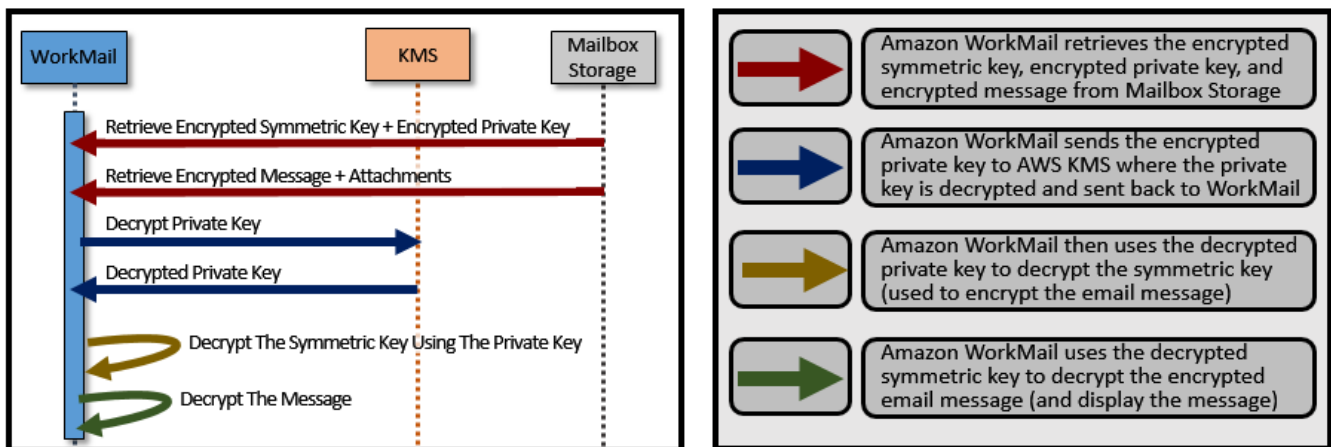 WorkMail
KMS
Mailbox
Storage
Retrieve Encrypted Symmetric Key + Encrypted Private Key
Retrieve Encrypted Message + Attachments
Decrypt Private Key
Decrypted Private Key
Decrypt The Symmetric Key Using The Private Key
Decrypt The Message
Amazon WorkMail retrieves the encrypted
symmetric key, encrypted private key, and
encrypted message from Mailbox Storage
Amazon WorkMail sends the encrypted
private key to AWS KMS where the private
key is decrypted and sent back to WorkMail
Amazon WorkMail then uses the decrypted
private key to decrypt the symmetric key
(used to encrypt the email message)
Amazon WorkMail uses the decrypted
symmetric key to decrypt the encrypted
email message (and display the message)